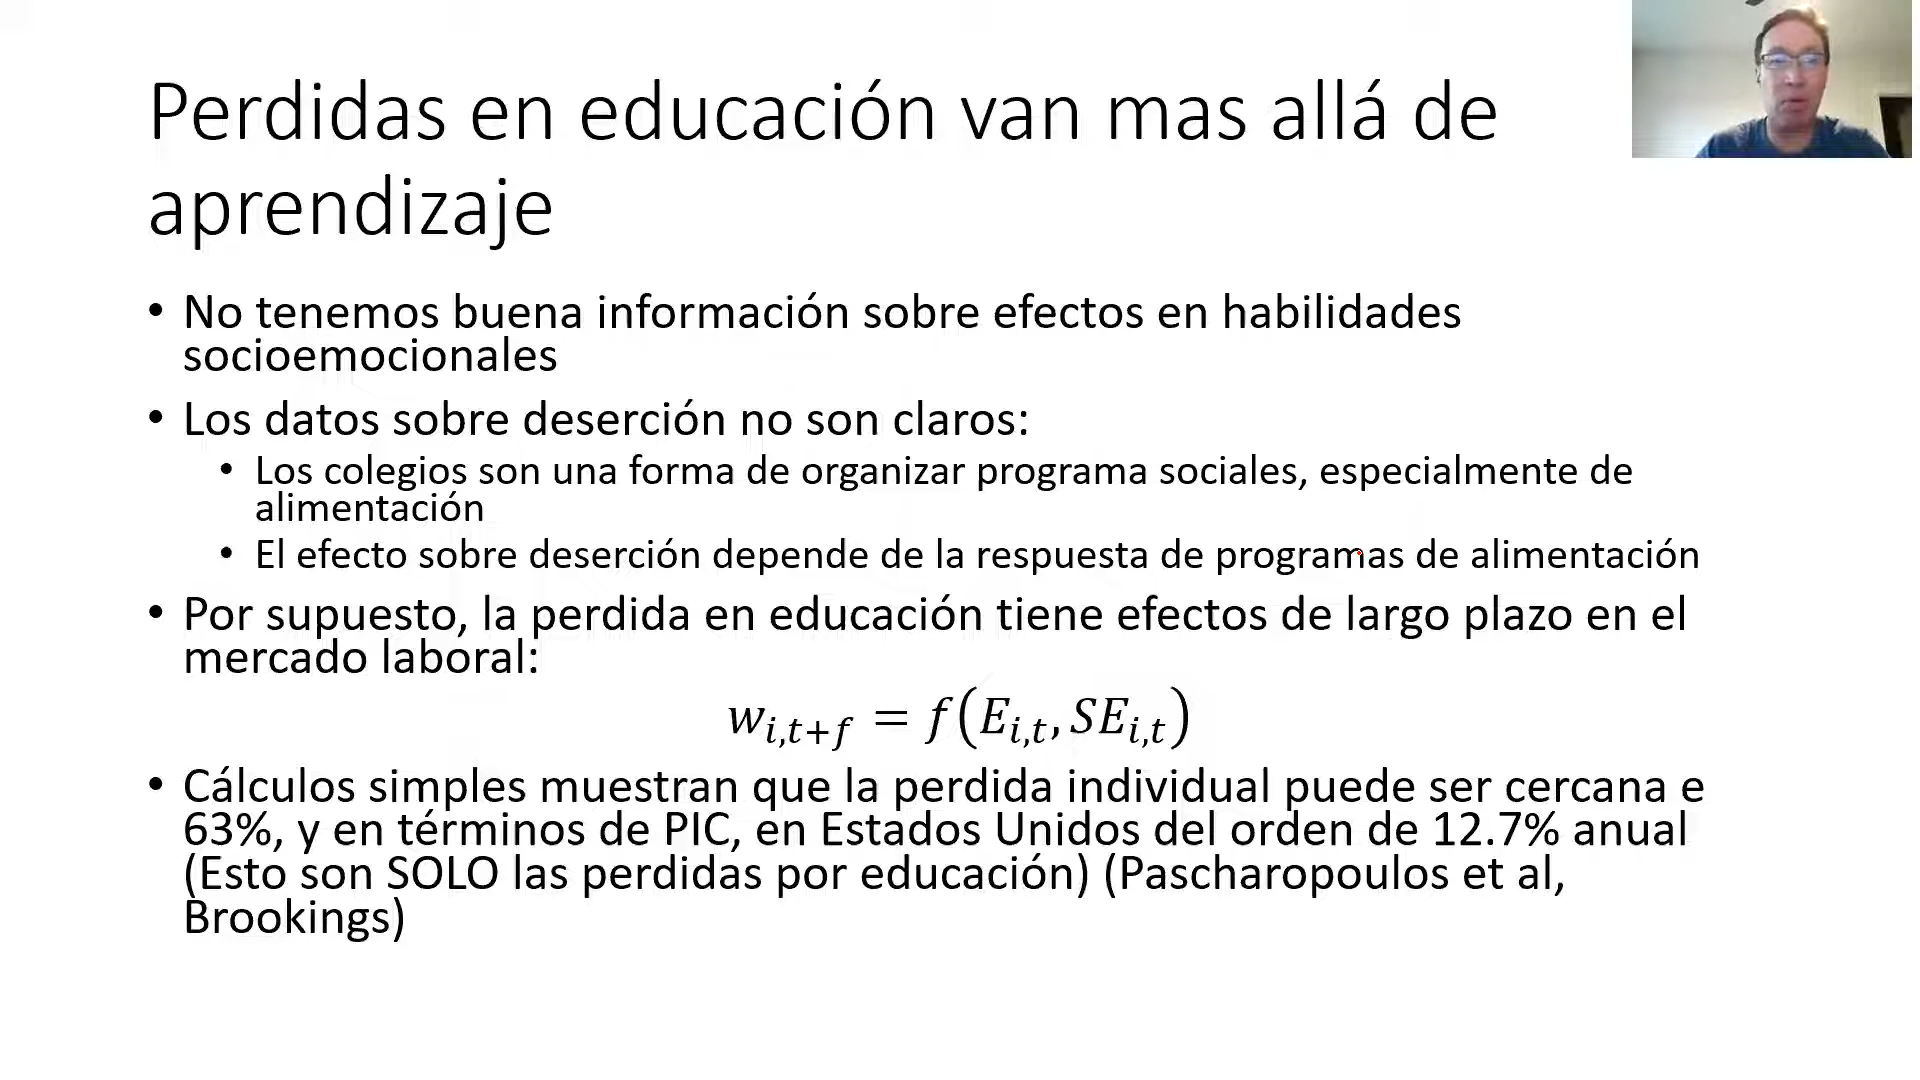 Perdidas en educación van mas allá de
aprendizaje
• No tenemos buena información sobre efectos en habilidades
socioemocionales
• Los datos sobre deserción no son claros:
• Los colegios son una forma de organizar programa sociales, especialmente de
alimentación
• El efecto sobre deserción depende de la respuesta de programas de alimentación
• Por supuesto, la perdida en educación tiene efectos de largo plazo en el
mercado laboral:
w_{i,t+f} = f(E_{i,t}, SE_{i,t})
• Cálculos simples muestran que la perdida individual puede ser cercana e
63%, y en términos de PIC, en Estados Unidos del orden de 12.7% anual
(Esto son SOLO las perdidas por educación) (Pascharopoulos et al,
Brookings)